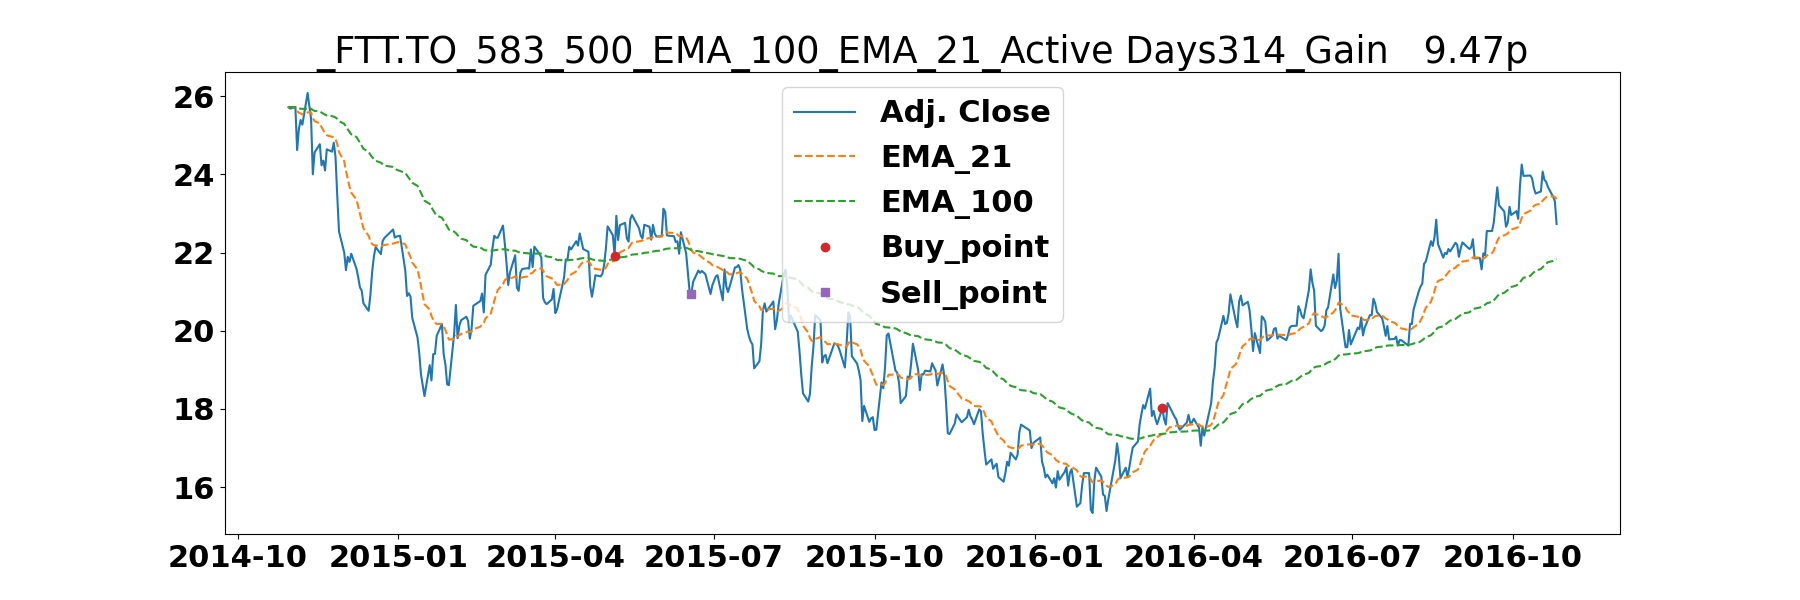 _FTT.TO_583_500_EMA_100_EMA_21_Active Days314_Gain   9.47p
Adj. Close
EMA_21
EMA_100
Buy_point
Sell_point
26
24
22
20
18
16
2014-10 2015-01 2015-04 2015-07 2015-10 2016-01 2016-04 2016-07 2016-10